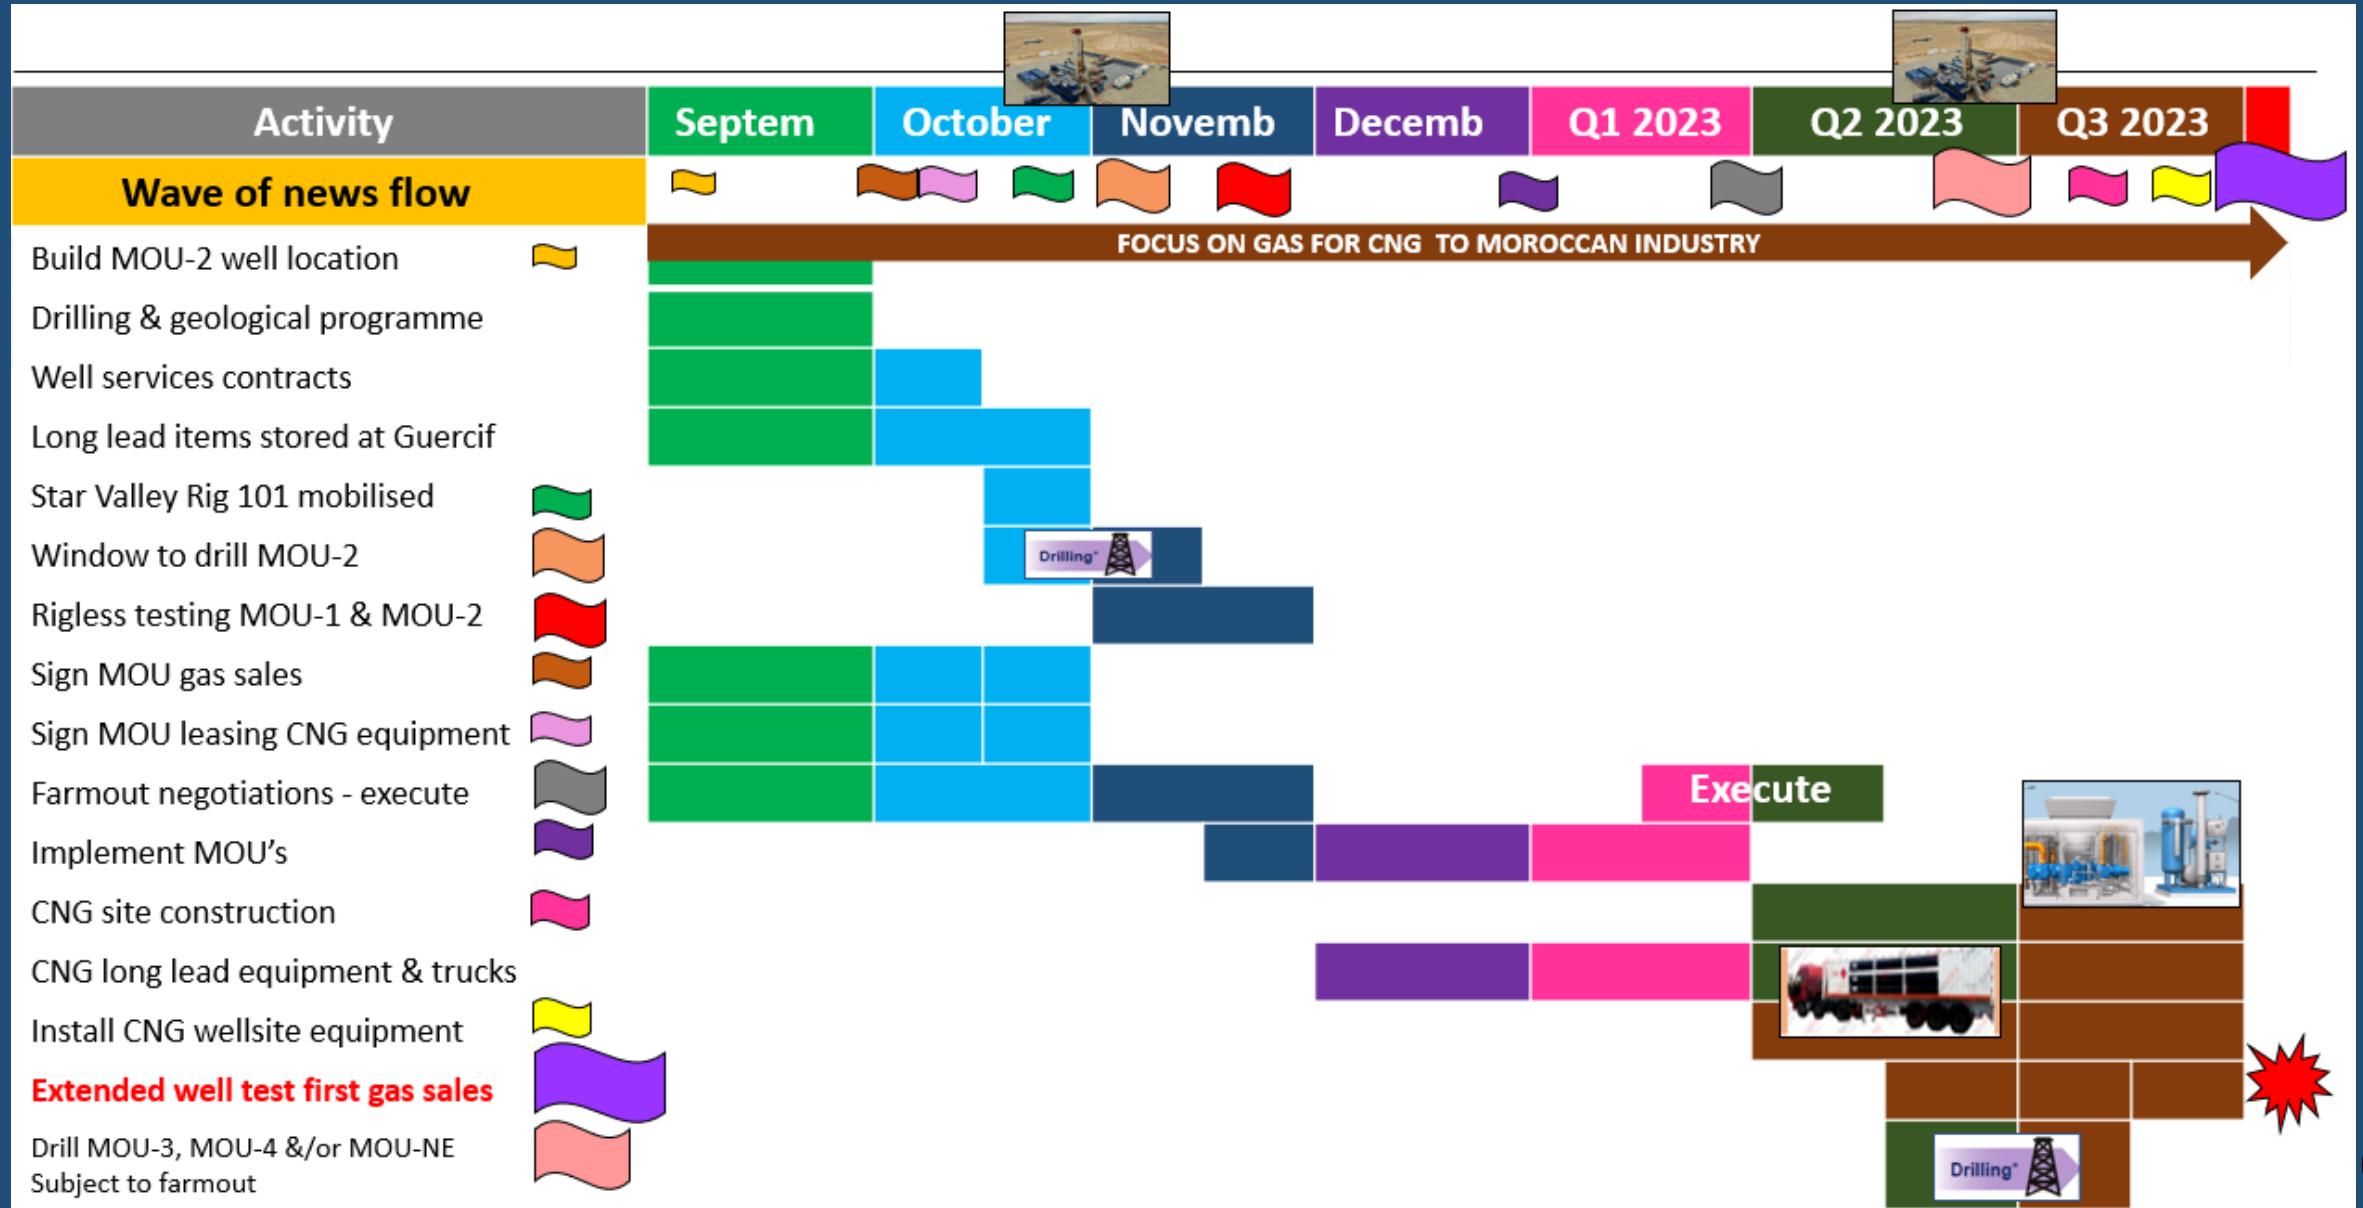 Activity
Septem
October
Novemb
Decemb
Q1 2023
Q2 2023
Q3 2023
Wave of news flow
FOCUS ON GAS FOR CNG TO MOROCCAN INDUSTRY
Build MOU-2 well location
Drilling & geological programme
Well services contracts
Long lead items stored at Guercif
Star Valley Rig 101 mobilised
Window to drill MOU-2
Drilling*
Rigless testing MOU-1 & MOU-2
Sign MOU gas sales
Sign MOU leasing CNG equipment
Farmout negotiations - execute
Execute
Implement MOU’s
CNG site construction
CNG long lead equipment & trucks
Install CNG wellsite equipment
Extended well test first gas sales
Drill MOU-3, MOU-4 &/or MOU-NE
Subject to farmout
Drilling*